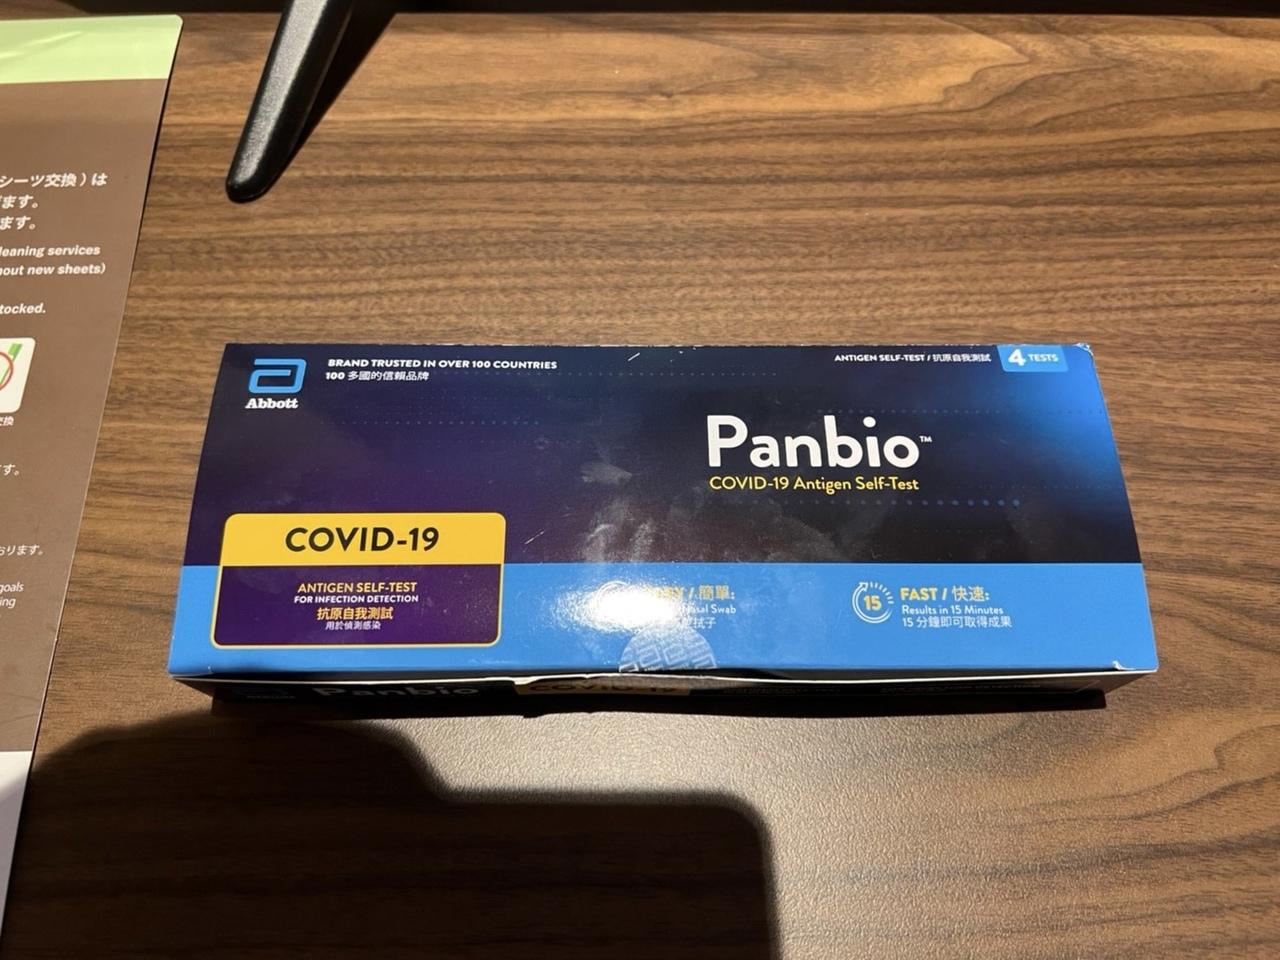 シーツ交換）は
ます。
ます。
leaning services
out new sheets)
tocked.
交換
す。
おります。
goals
ing
Abbott
BRAND TRUSTED IN OVER 100 COUNTRIES
100 多國的信賴品牌
ANTIGEN SELF-TEST / 抗原自我測試
4 TESTS
Panbio™
COVID-19 Antigen Self-Test
COVID-19
ANTIGEN SELF-TEST
FOR INFECTION DETECTION
抗原自我測試
用於偵測感染
/ 簡單:
Swab
拭子
15
FAST / 快速:
Results in 15 Minutes
15 分鐘即可取得成果
Panbio
COVID-19